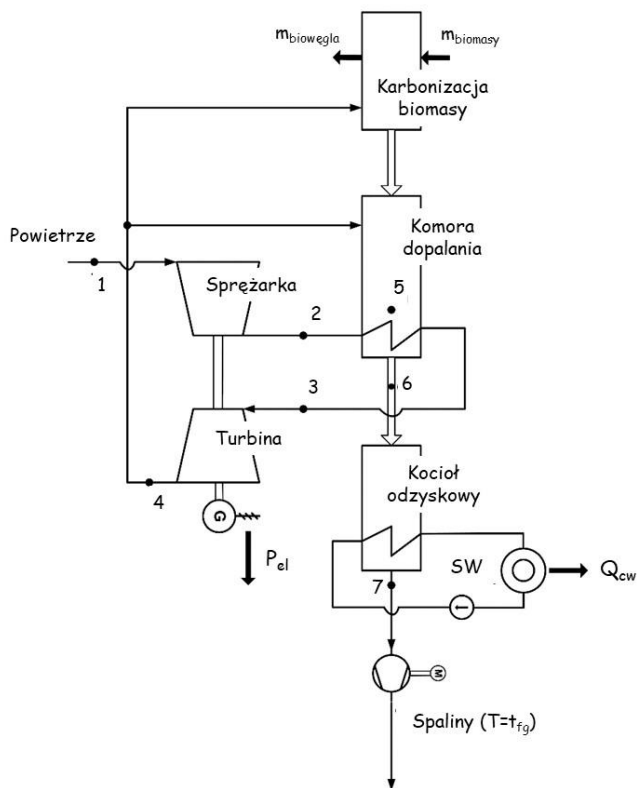 m_biowęgla
m_biomasy
Karbonizacja
biomasy
Komora
dopalania
Powietrze
1
Sprężarka
2
5
3
6
Turbina
4
Kocioł
odzyskowy
G
P_el
SW
Q_cw
7
M
Spaliny (T=t_fg)